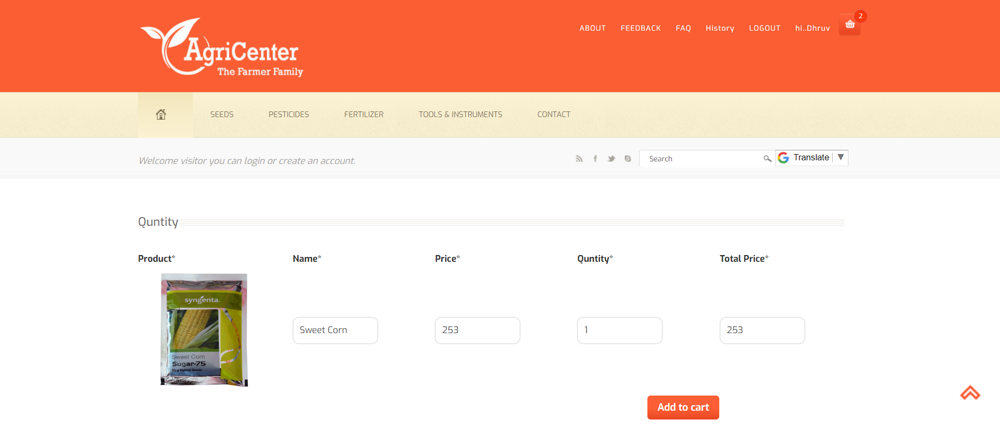 AgriCenter
The Farmer Family
ABOUT FEEDBACK FAQ History LOGOUT hi..Dhruv 2
SEEDS PESTICIDES FERTILIZER TOOLS & INSTRUMENTS CONTACT
Welcome visitor you can login or create an account.
Search
Translate ▼
Quntity
Product* Name* Price* Quntity* Total Price*
syngenta.
Sweet Corn
Sugar-75
50 g Hybrid Seeds
Sweet Corn 253 1 253
Add to cart